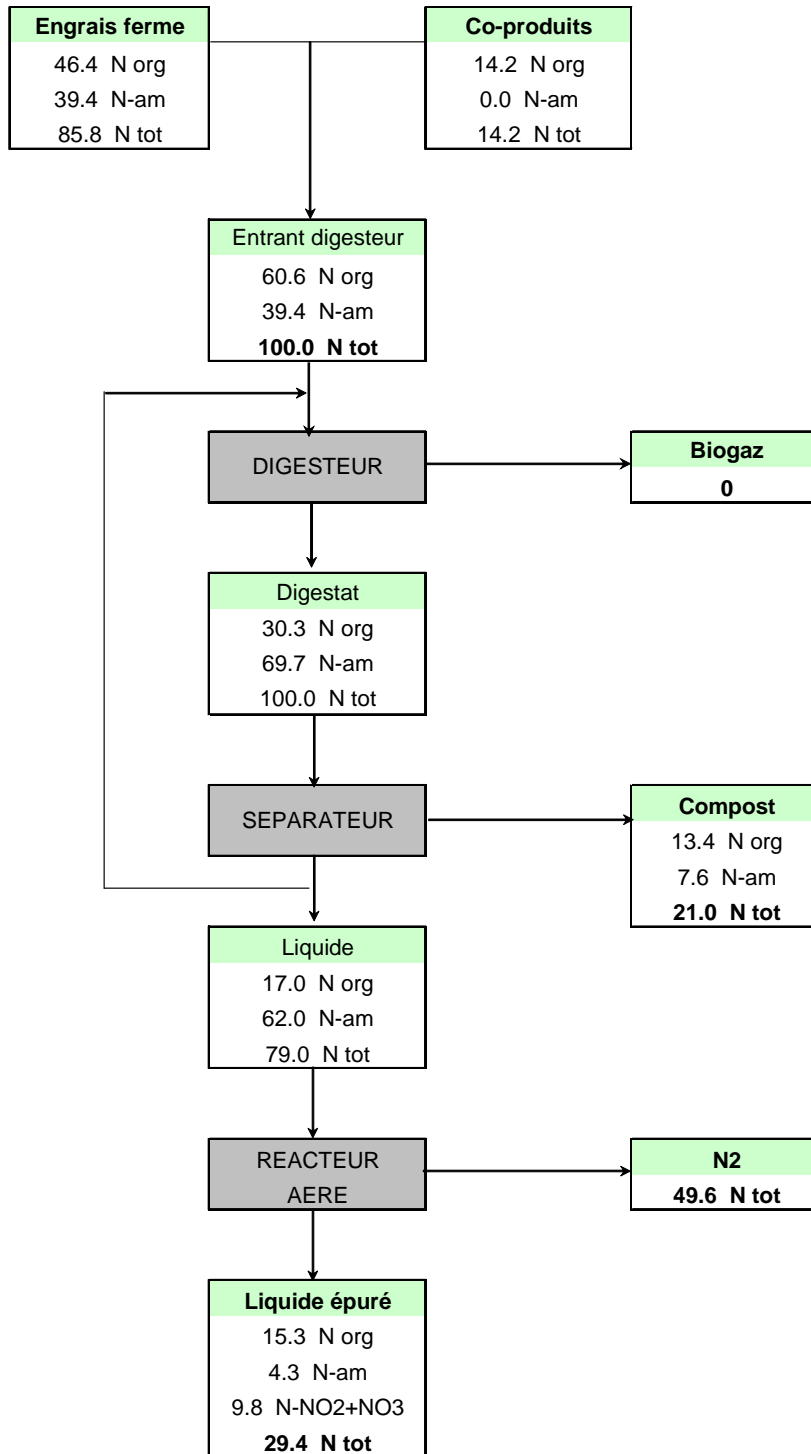 Engrais ferme
46.4 N org
39.4 N-am
85.8 N tot
Co-produits
14.2 N org
0.0 N-am
14.2 N tot
Entrant digesteur
60.6 N org
39.4 N-am
100.0 N tot
DIGESTEUR
Biogaz
0
Digestat
30.3 N org
69.7 N-am
100.0 N tot
SEPARATEUR
Compost
13.4 N org
7.6 N-am
21.0 N tot
Liquide
17.0 N org
62.0 N-am
79.0 N tot
REACTEUR
AERE
N2
49.6 N tot
Liquide épuré
15.3 N org
4.3 N-am
9.8 N-NO2+NO3
29.4 N tot